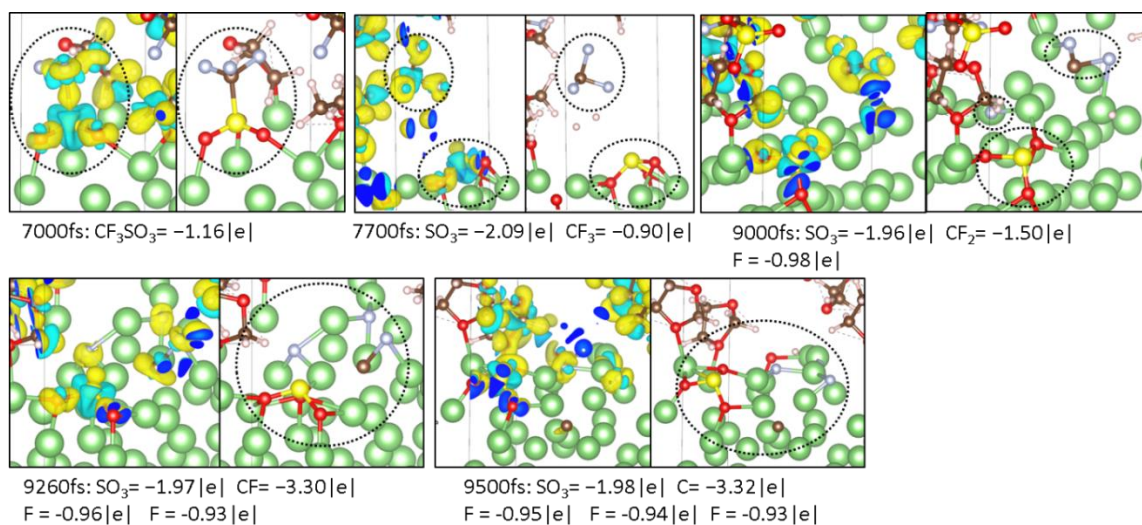 7000fs: CF₃SO₃= −1.16|e|
7700fs: SO₃= −2.09|e| CF₃= −0.90|e|
9000fs: SO₃= −1.96|e| CF₂= −1.50|e|
F = -0.98|e|
9260fs: SO₃= −1.97|e| CF= −3.30|e|
F = -0.96|e| F = -0.93|e|
9500fs: SO₃= −1.98|e| C= −3.32|e|
F = -0.95|e| F = -0.94|e| F = -0.93|e|